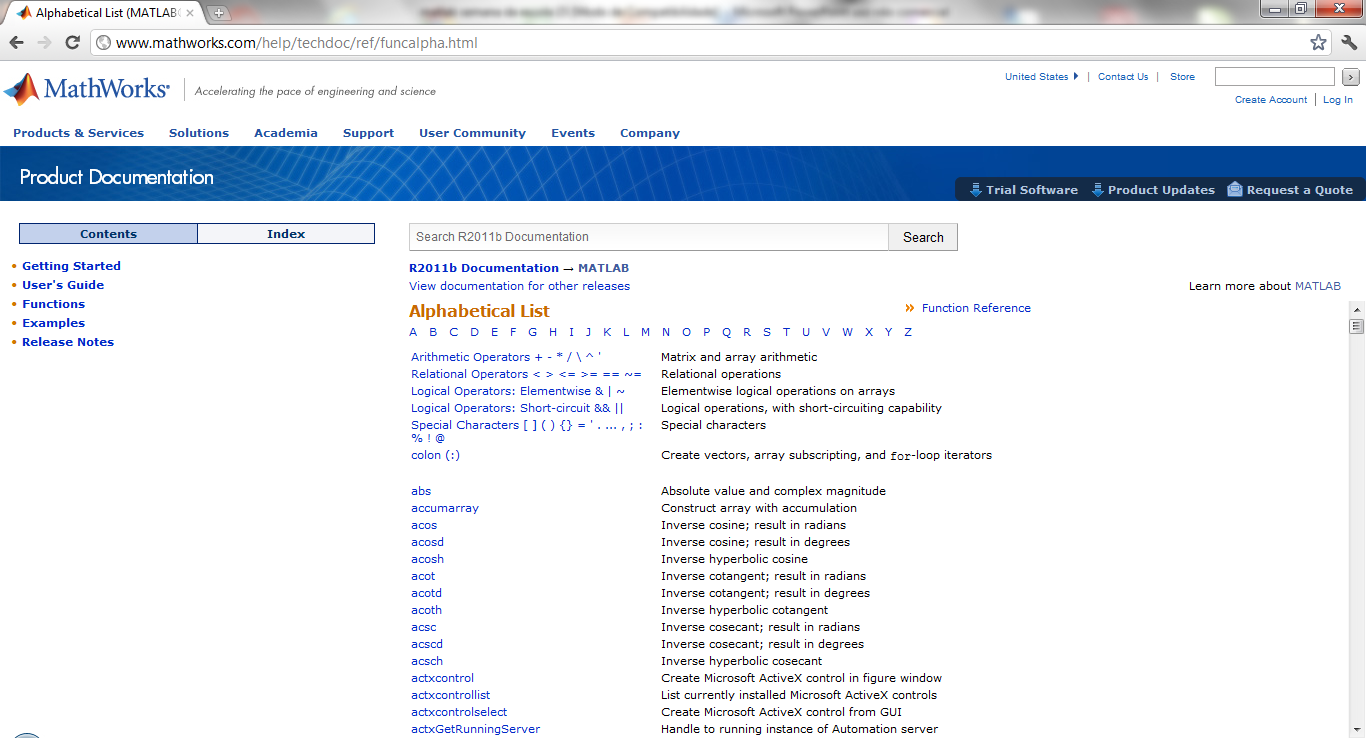 Alphabetical List (MATLAB
www.mathworks.com/help/techdoc/ref/funcalpha.html
MathWorks® Accelerating the pace of engineering and science
United States | Contact Us | Store
Create Account | Log In
Products & Services Solutions Academia Support User Community Events Company
Product Documentation
Trial Software Product Updates Request a Quote
Contents Index
Search R2011b Documentation Search
• Getting Started
• User's Guide
• Functions
• Examples
• Release Notes
R2011b Documentation → MATLAB
View documentation for other releases
Learn more about MATLAB
Alphabetical List
» Function Reference
A B C D E F G H I J K L M N O P Q R S T U V W X Y Z
Arithmetic Operators + - * / \ ^ ' Matrix and array arithmetic
Relational Operators < > <= >= == ~= Relational operations
Logical Operators: Elementwise & | ~ Elementwise logical operations on arrays
Logical Operators: Short-circuit && || Logical operations, with short-circuiting capability
Special Characters [ ] ( ) {} = ' . ... , ; : Special characters
% ! @
colon (:) Create vectors, array subscripting, and for-loop iterators
abs Absolute value and complex magnitude
accumarray Construct array with accumulation
acos Inverse cosine; result in radians
acosd Inverse cosine; result in degrees
acosh Inverse hyperbolic cosine
acot Inverse cotangent; result in radians
acotd Inverse cotangent; result in degrees
acoth Inverse hyperbolic cotangent
acsc Inverse cosecant; result in radians
acscd Inverse cosecant; result in degrees
acsch Inverse hyperbolic cosecant
actxcontrol Create Microsoft ActiveX control in figure window
actxcontrollist List currently installed Microsoft ActiveX controls
actxcontrolselect Create Microsoft ActiveX control from GUI
actxGetRunningServer Handle to running instance of Automation server